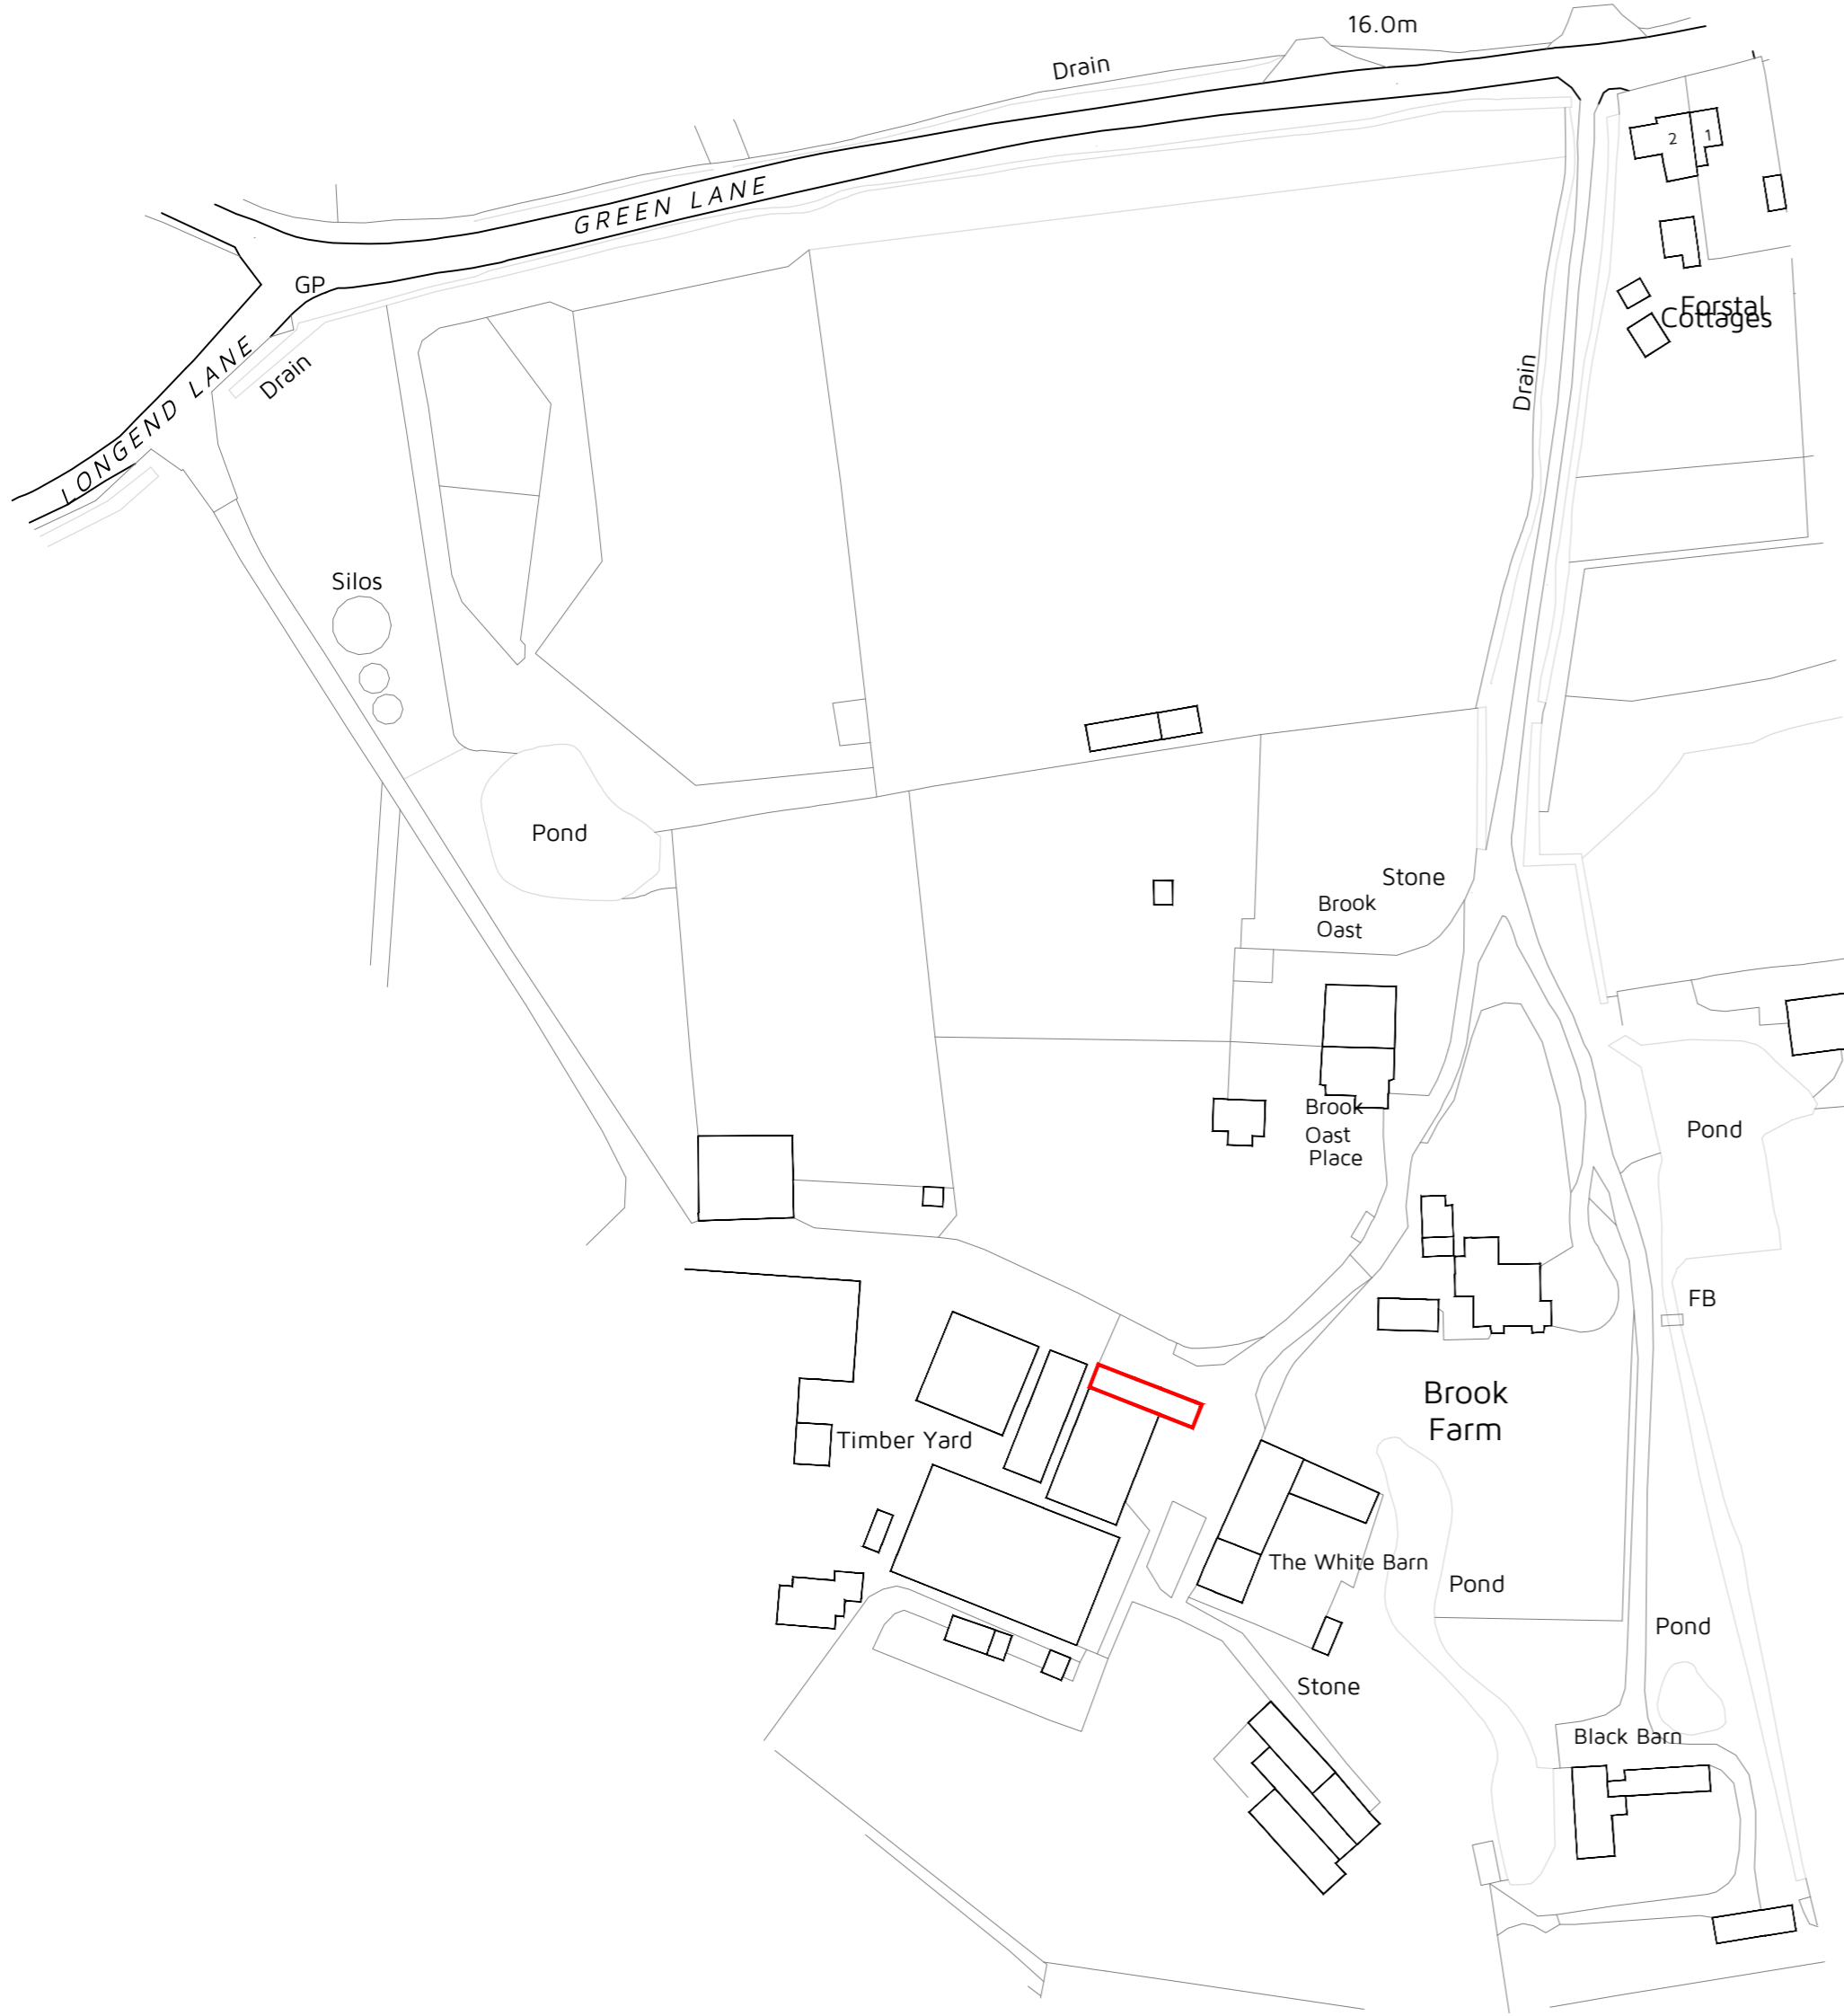 16.0m
Drain
2
1
GREEN LANE
GP
Forstal
Cottages
LONGEND LANE
Drain
Drain
Silos
Pond
Stone
Brook
Oast
Brook
Oast
Place
Pond
FB
Brook
Farm
Timber Yard
The White Barn
Pond
Pond
Stone
Black Barn